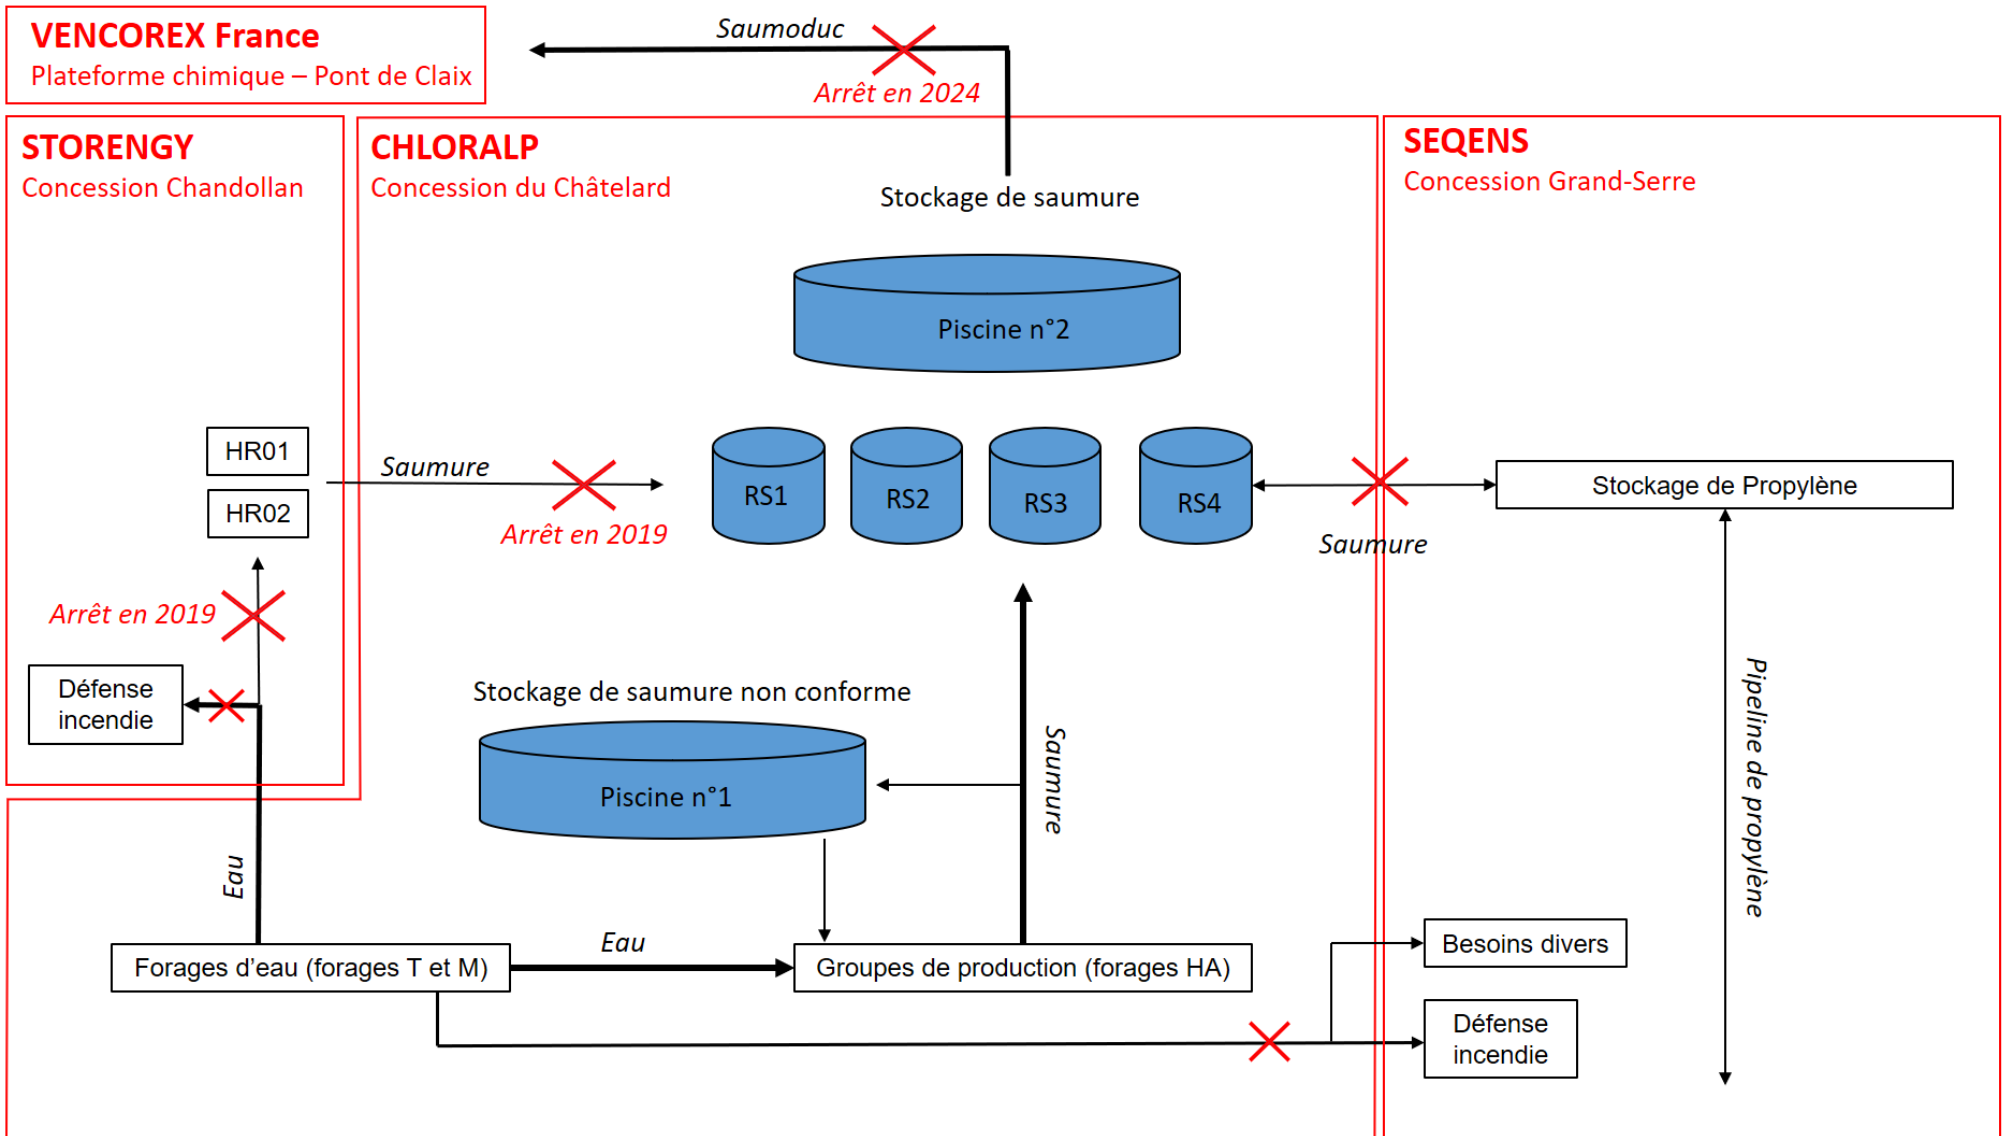 VENCOREX France
Plateforme chimique – Pont de Claix
Saumoduc
Arrêt en 2024
STORENGY
Concession Chandollan
CHLORALP
Concession du Châtelard
SEQENS
Concession Grand-Serre
Stockage de saumure
Piscine n°2
HR01
HR02
Saumure
Arrêt en 2019
RS1
RS2
RS3
RS4
Saumure
Stockage de Propylène
Arrêt en 2019
Défense
incendie
Stockage de saumure non conforme
Piscine n°1
Saumure
Pipeline de propylène
Eau
Forages d'eau (forages T et M)
Eau
Groupes de production (forages HA)
Besoins divers
Défense
incendie